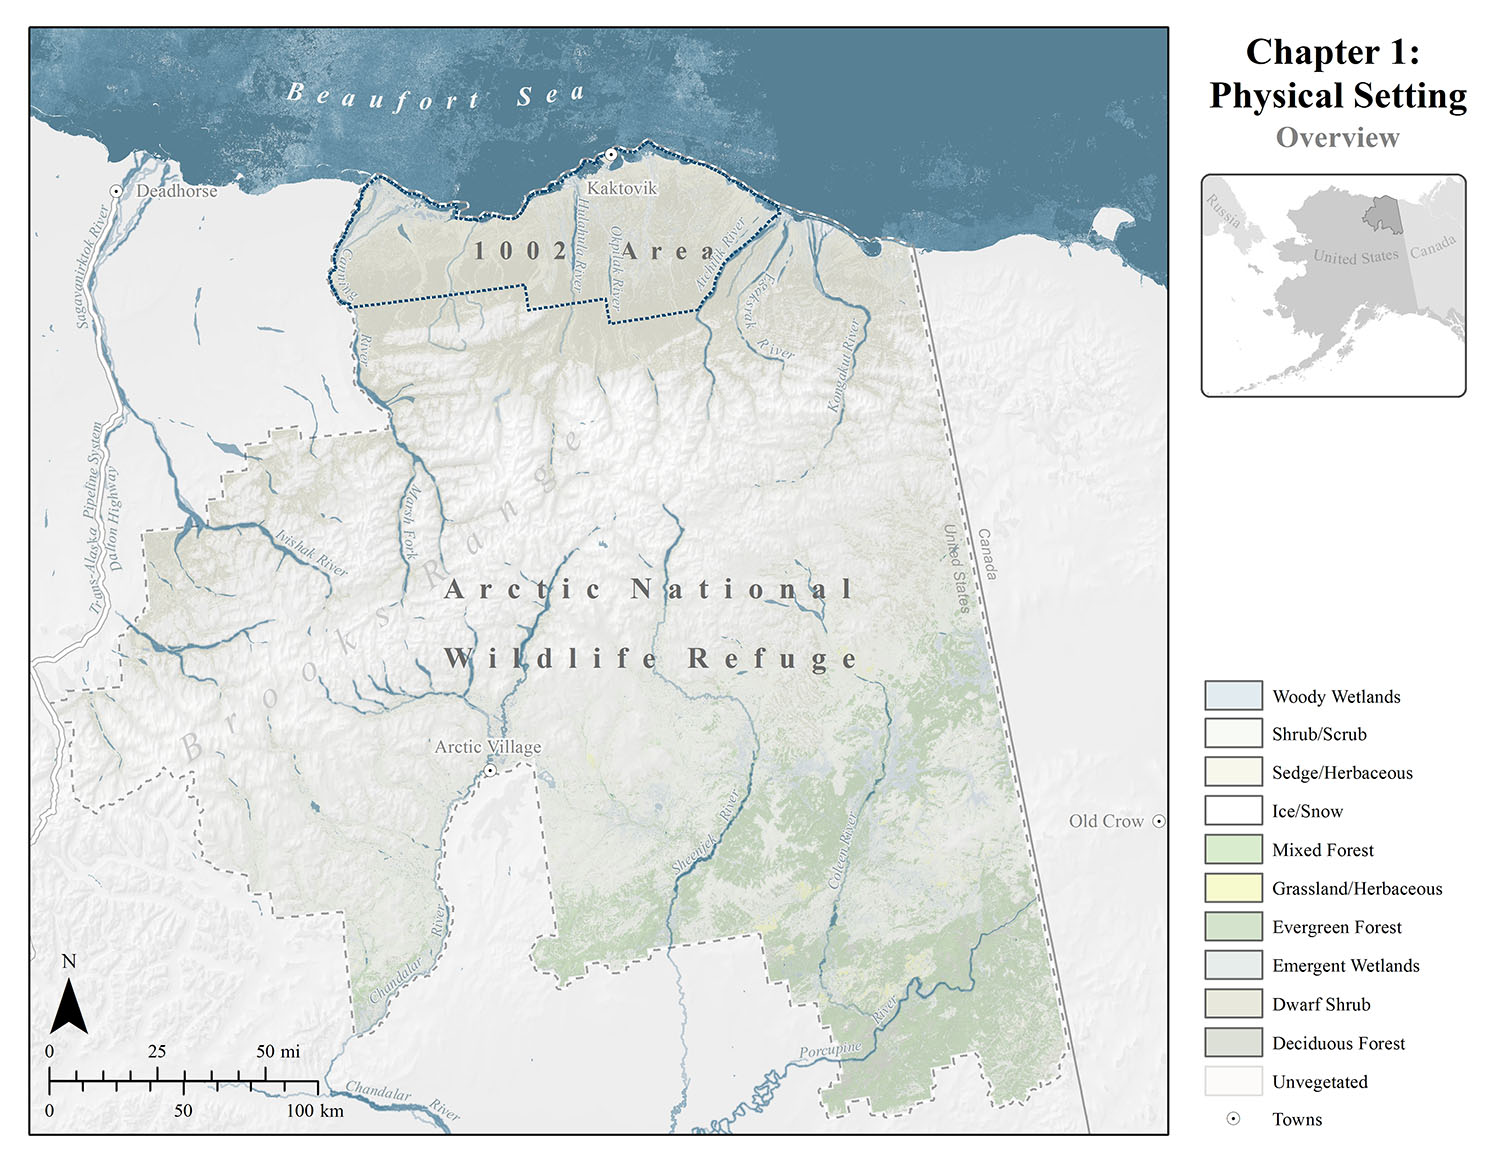 Chapter 1:
Physical Setting
Overview
Russia
United States
Canada
Beaufort Sea
Deadhorse
Kaktovik
Sagavanirktok River
1002 Area
Canning
River
Hulahula River
Okpilak River
Aichilik River
Egaksrak
River
Kongakut River
Trans-Alaska Pipeline System
Dalton Highway
Marsh Fork
Ivishak River
Brooks Range
Arctic National
Wildlife Refuge
United States
Canada
Arctic Village
Sheenjek River
Coleen River
Old Crow
Chandalar River
Porcupine River
Chandalar River
N
0 25 50 mi
0 50 100 km
Woody Wetlands
Shrub/Scrub
Sedge/Herbaceous
Ice/Snow
Mixed Forest
Grassland/Herbaceous
Evergreen Forest
Emergent Wetlands
Dwarf Shrub
Deciduous Forest
Unvegetated
Towns